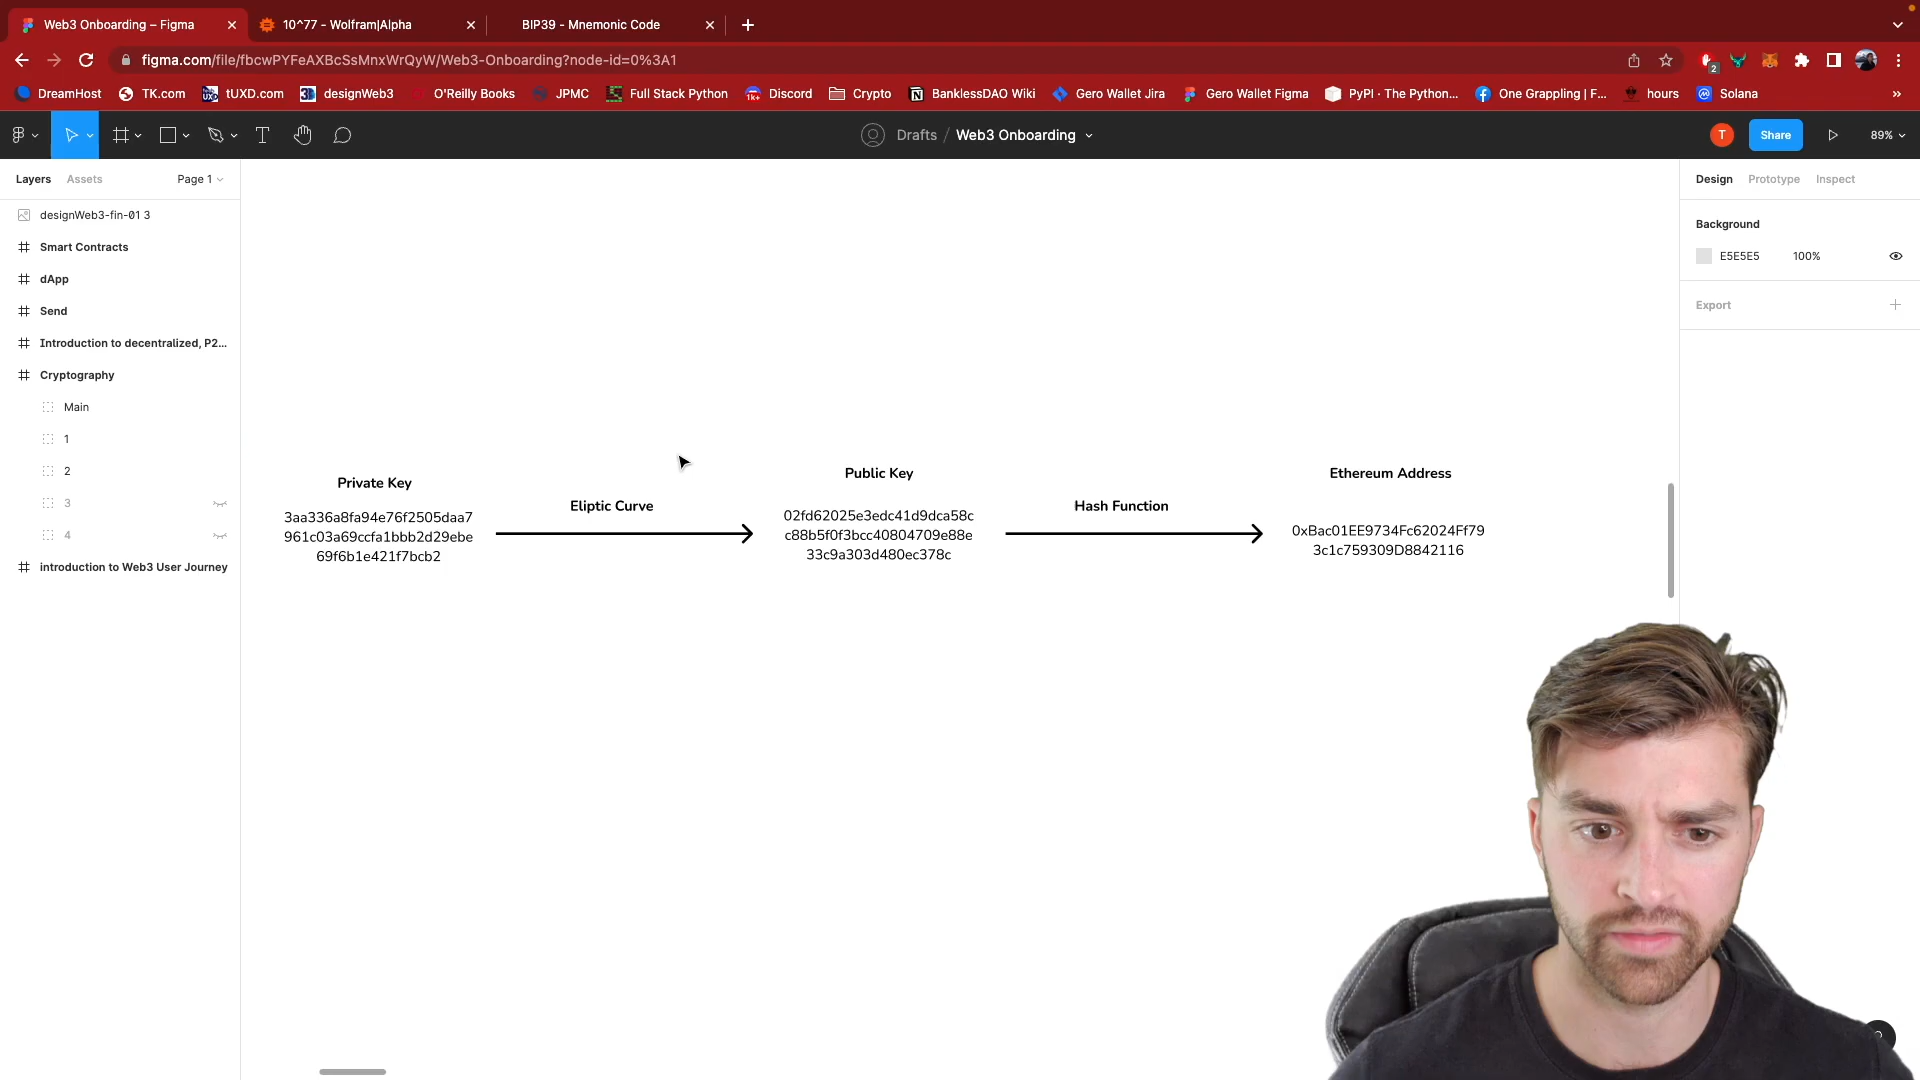 Web3 Onboarding – Figma
10^77 - Wolfram|Alpha
BIP39 - Mnemonic Code
figma.com/file/fbcwPYFeAXBcSsMnxWrQyW/Web3-Onboarding?node-id=0%3A1
2
DreamHost
TK.com
tUXD.com
designWeb3
O'Reilly Books
JPMC
Full Stack Python
1k+
Discord
Crypto
BanklessDAO Wiki
Gero Wallet Jira
Gero Wallet Figma
PyPI · The Python...
One Grappling | F...
hours
Solana
»
Drafts / Web3 Onboarding
T
Share
89%
Layers
Assets
Page 1
designWeb3-fin-01 3
Smart Contracts
dApp
Send
Introduction to decentralized, P2...
Cryptography
Main
1
2
3
4
introduction to Web3 User Journey
Private Key
3aa336a8fa94e76f2505daa7
961c03a69ccfa1bbb2d29ebe
69f6b1e421f7bcb2
Eliptic Curve
Public Key
02fd62025e3edc41d9dca58c
c88b5f0f3bcc40804709e88e
33c9a303d480ec378c
Hash Function
Ethereum Address
0xBac01EE9734Fc62024Ff79
3c1c759309D8842116
Design
Prototype
Inspect
Background
E5E5E5
100%
Export